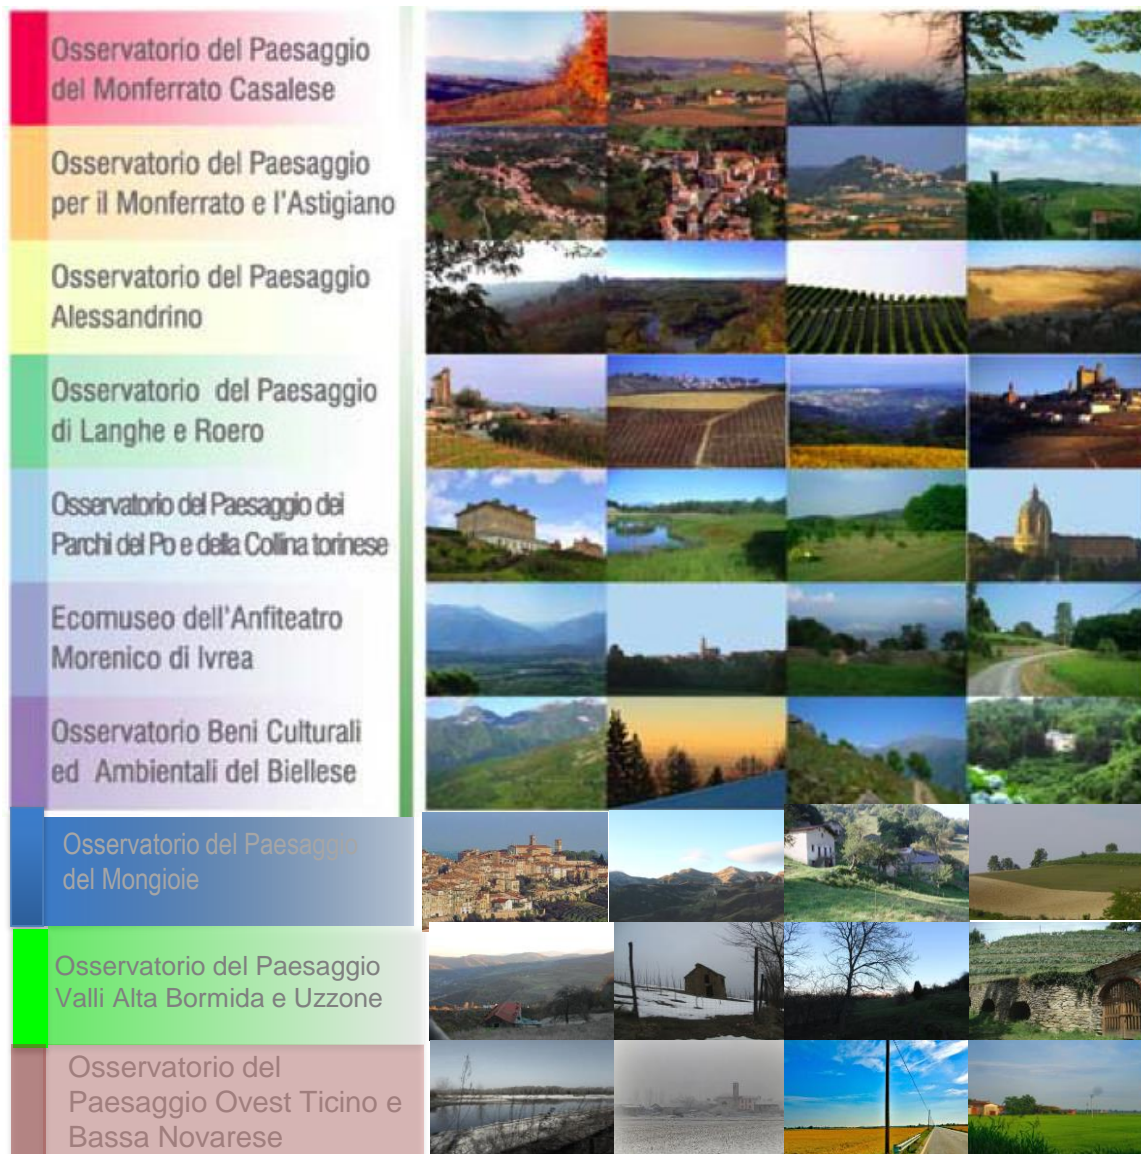 Osservatorio del Paesaggio
del Monferrato Casalese
Osservatorio del Paesaggio
per il Monferrato e l'Astigiano
Osservatorio del Paesaggio
Alessandrino
Osservatorio del Paesaggio
di Langhe e Roero
Osservatorio del Paesaggio dei
Parchi del Po e della Collina torinese
Ecomuseo dell'Anfiteatro
Morenico di Ivrea
Osservatorio Beni Culturali
ed Ambientali del Biellese
Osservatorio del Paesaggio
del Mongioie
Osservatorio del Paesaggio
Valli Alta Bormida e Uzzone
Osservatorio del
Paesaggio Ovest Ticino e
Bassa Novarese